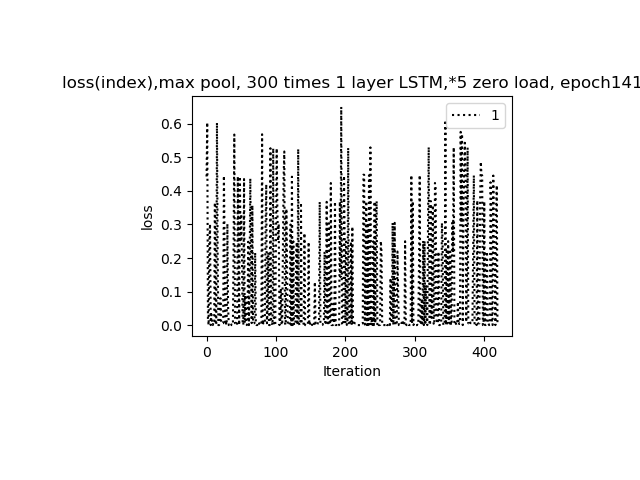 loss(index),max pool, 300 times 1 layer LSTM,*5 zero load, epoch141
1
0.6
0.5
0.4
0.3
0.2
0.1
0.0
loss
0 100 200 300 400
Iteration